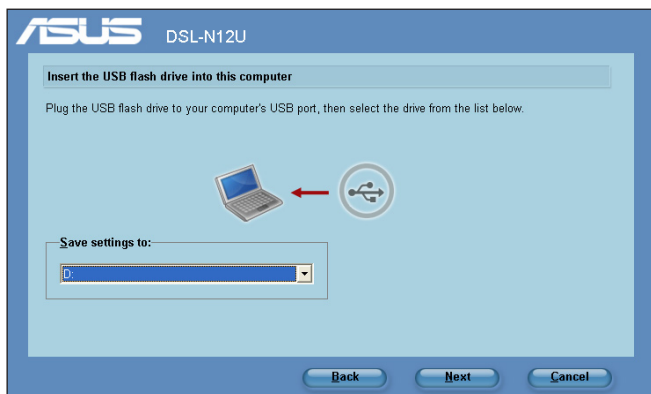 ASUS DSL-N12U
Insert the USB flash drive into this computer
Plug the USB flash drive to your computer's USB port, then select the drive from the list below.
Save settings to:
D:
Back Next Cancel